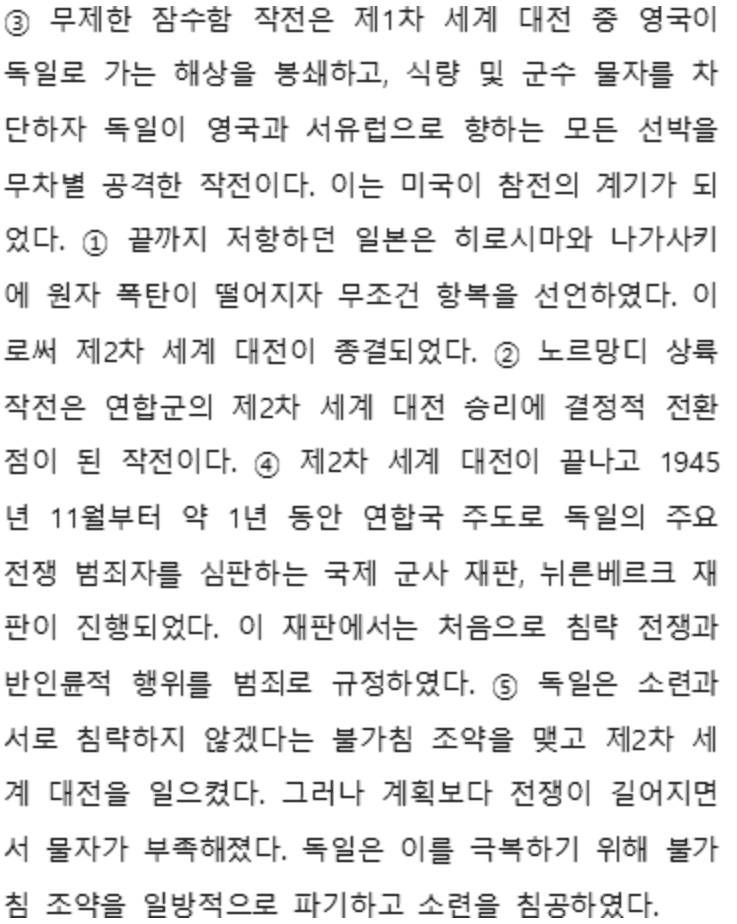 ③ 무제한 잠수함 작전은 제1차 세계 대전 중 영국이
독일로 가는 해상을 봉쇄하고, 식량 및 군수 물자를 차
단하자 독일이 영국과 서유럽으로 향하는 모든 선박을
무차별 공격한 작전이다. 이는 미국이 참전의 계기가 되
었다. ① 끝까지 저항하던 일본은 히로시마와 나가사키
에 원자 폭탄이 떨어지자 무조건 항복을 선언하였다. 이
로써 제2차 세계 대전이 종결되었다. ② 노르망디 상륙
작전은 연합군의 제2차 세계 대전 승리에 결정적 전환
점이 된 작전이다. ④ 제2차 세계 대전이 끝나고 1945
년 11월부터 약 1년 동안 연합국 주도로 독일의 주요
전쟁 범죄자를 심판하는 국제 군사 재판, 뉘른베르크 재
판이 진행되었다. 이 재판에서는 처음으로 침략 전쟁과
반인륜적 행위를 범죄로 규정하였다. ⑤ 독일은 소련과
서로 침략하지 않겠다는 불가침 조약을 맺고 제2차 세
계 대전을 일으켰다. 그러나 계획보다 전쟁이 길어지면
서 물자가 부족해졌다. 독일은 이를 극복하기 위해 불가
침 조약을 일방적으로 파기하고 소련을 침공하였다.